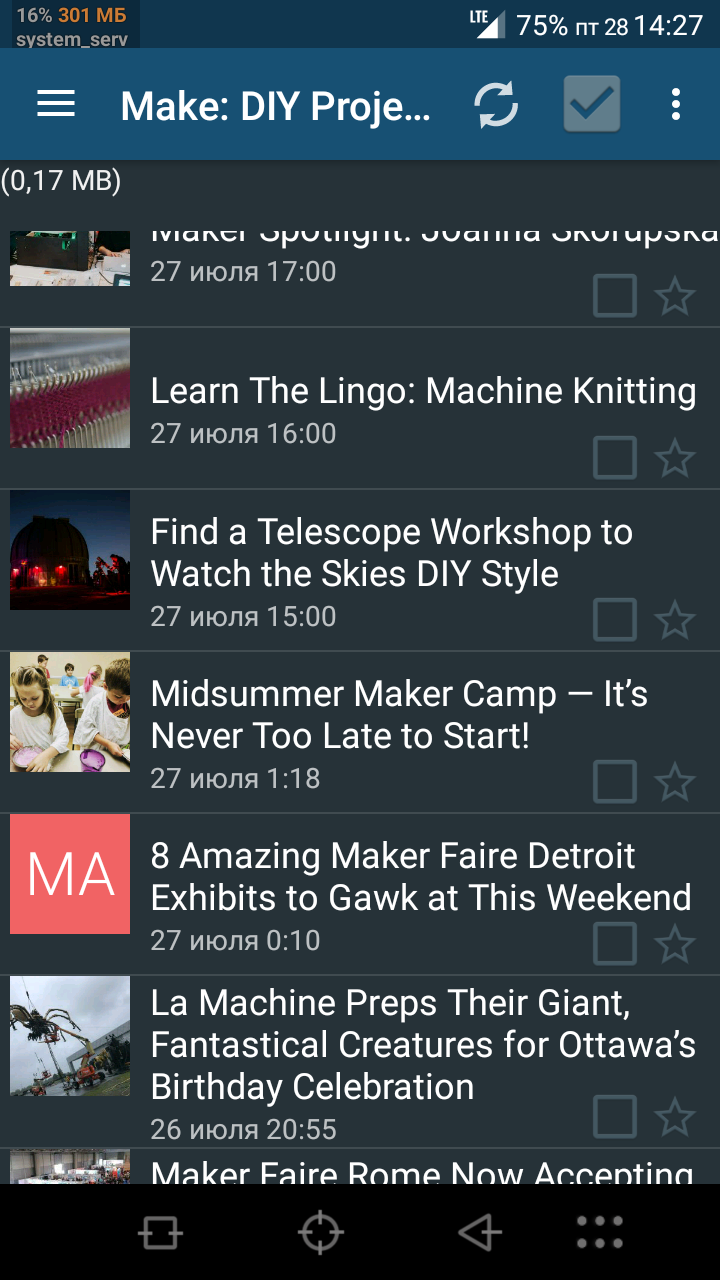 16% 301 МБ
system_serv
LTE
75% пт 28 14:27
Make: DIY Proje...
(0,17 MB)
Maker Spotlight: Joanna Skorupska
27 июля 17:00
Learn The Lingo: Machine Knitting
27 июля 16:00
Find a Telescope Workshop to
Watch the Skies DIY Style
27 июля 15:00
Midsummer Maker Camp — It’s
Never Too Late to Start!
27 июля 1:18
MA
8 Amazing Maker Faire Detroit
Exhibits to Gawk at This Weekend
27 июля 0:10
La Machine Preps Their Giant,
Fantastical Creatures for Ottawa’s
Birthday Celebration
26 июля 20:55
Maker Faire Rome Now Accepting